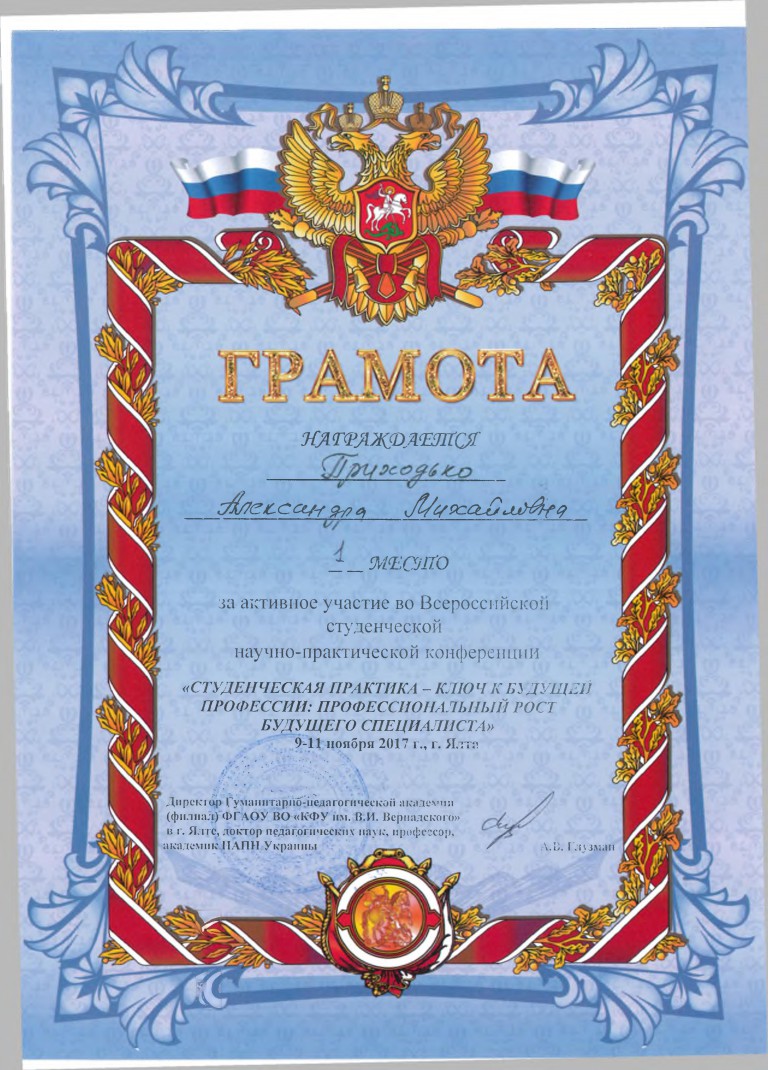 ГРАМОТА
НАГРАЖДАЕТСЯ
Приходько
Александра Михайловна
1 МЕСТО
за активное участие во Всероссийской
студенческой
научно-практической конференции
«СТУДЕНЧЕСКАЯ ПРАКТИКА – КЛЮЧ К БУДУЩЕЙ
ПРОФЕССИИ: ПРОФЕССИОНАЛЬНЫЙ РОСТ
БУДУЩЕГО СПЕЦИАЛИСТА»
9-11 ноября 2017 г., г. Ялта
Директор Гуманитарно-педагогической академии
(филиал) ФГАОУ ВО «КФУ им. В.И. Вернадского»
в г. Ялте, доктор педагогических наук, профессор,
академик НАПН Украины
А.В. Глузман